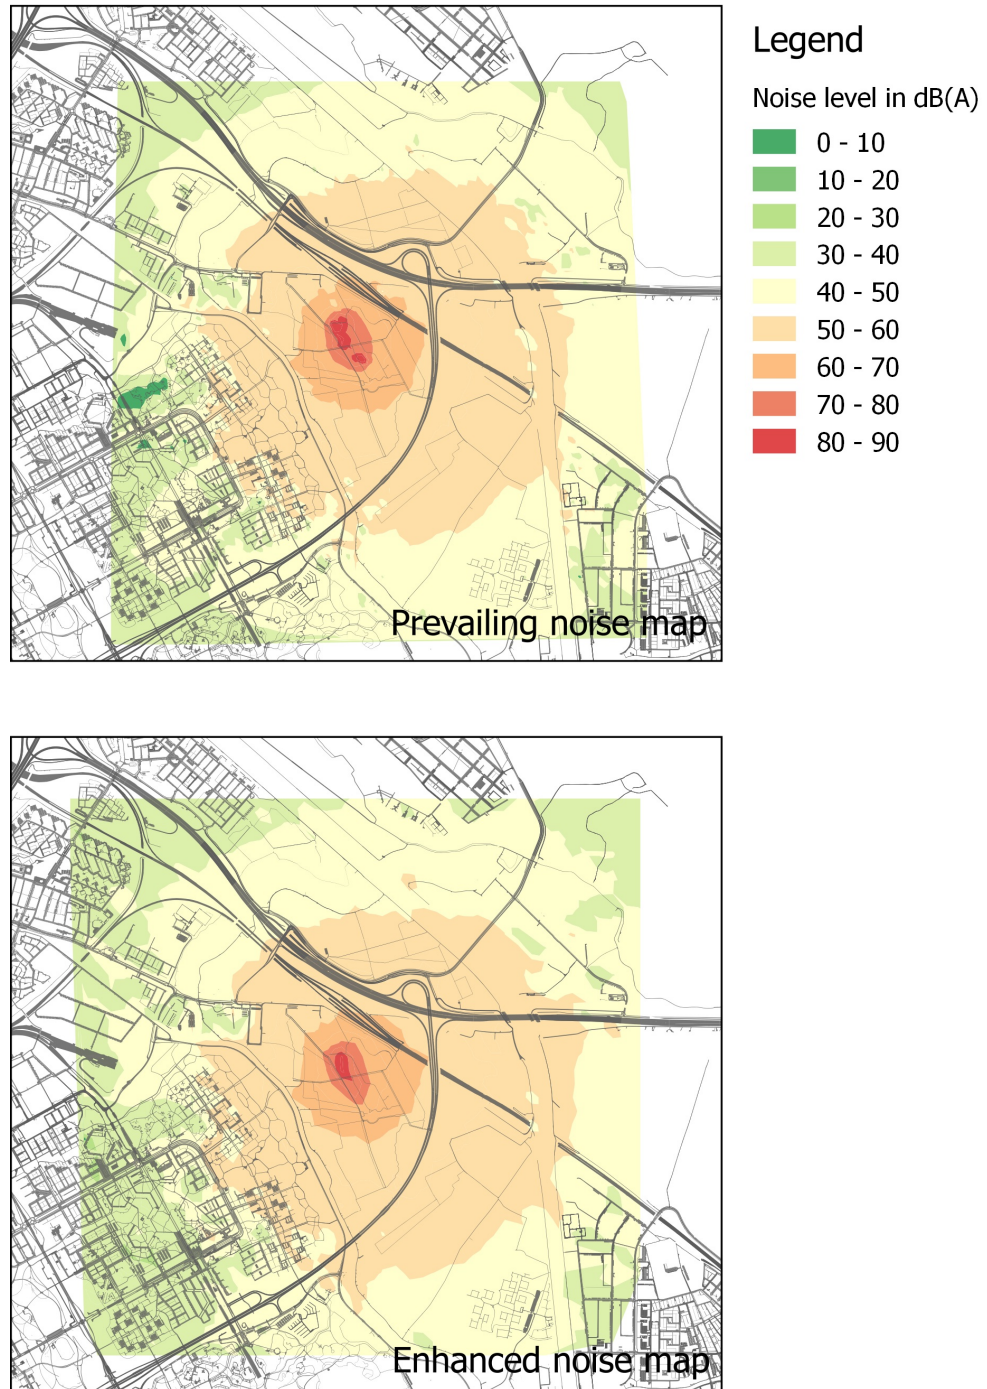 Legend
Noise level in dB(A)
0 - 10
10 - 20
20 - 30
30 - 40
40 - 50
50 - 60
60 - 70
70 - 80
80 - 90
Prevailing noise map
Enhanced noise map